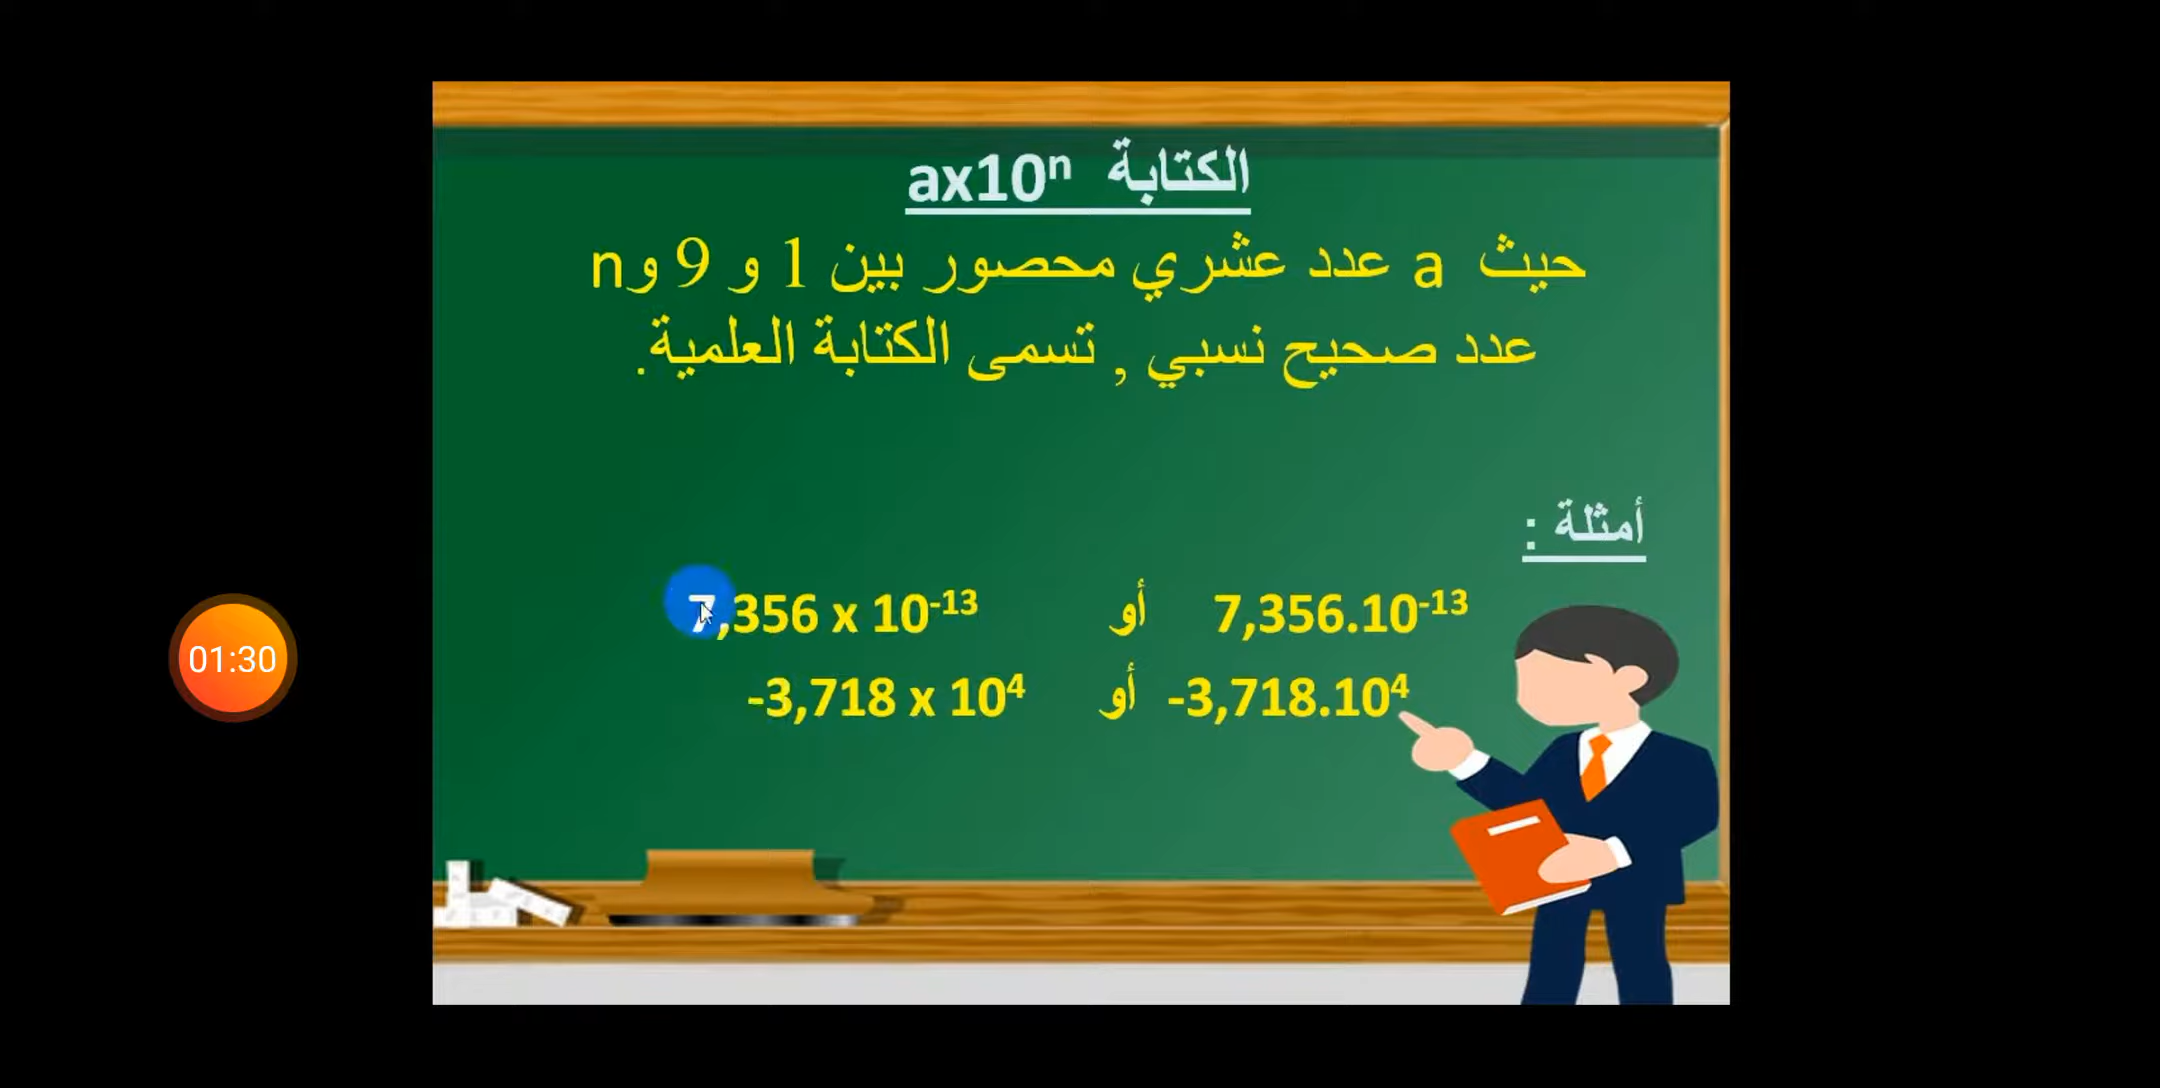 الكتابة ax10ⁿ
حيث a عدد عشري محصور بين 1 و 9 وn
عدد صحيح نسبي , تسمى الكتابة العلمية.
أمثلة :
7,356 x 10⁻¹³ أو 7,356.10⁻¹³
-3,718 x 10⁴ أو -3,718.10⁴
01:30